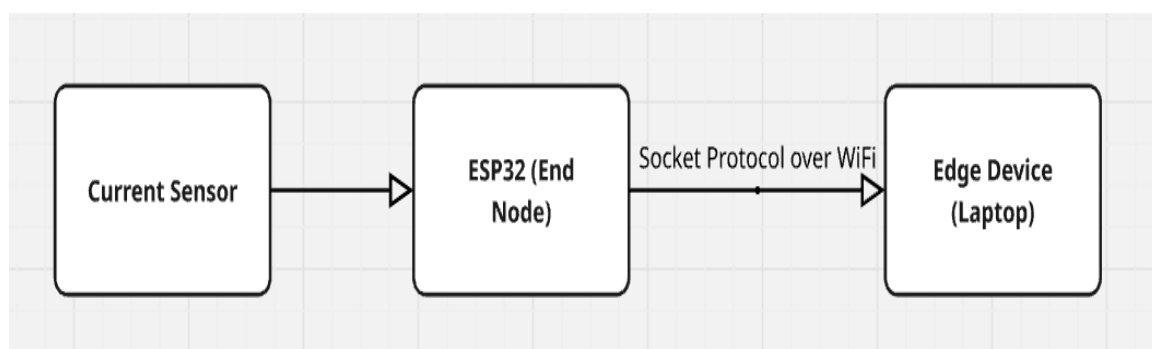 Current Sensor
ESP32 (End
Node)
Socket Protocol over WiFi
Edge Device
(Laptop)